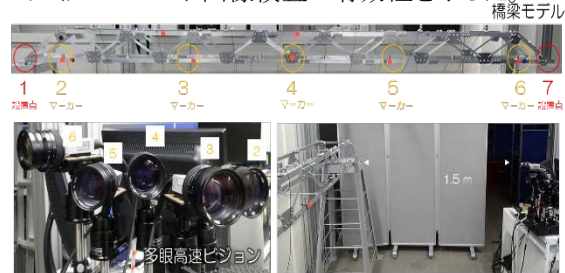 橋梁モデル
1 2 3 4 5 6 7
設置点 マーカー マーカー マーカー マーカー マーカー 設置点
6 5 4 3 2
多眼高速ビジョン
1.5 m